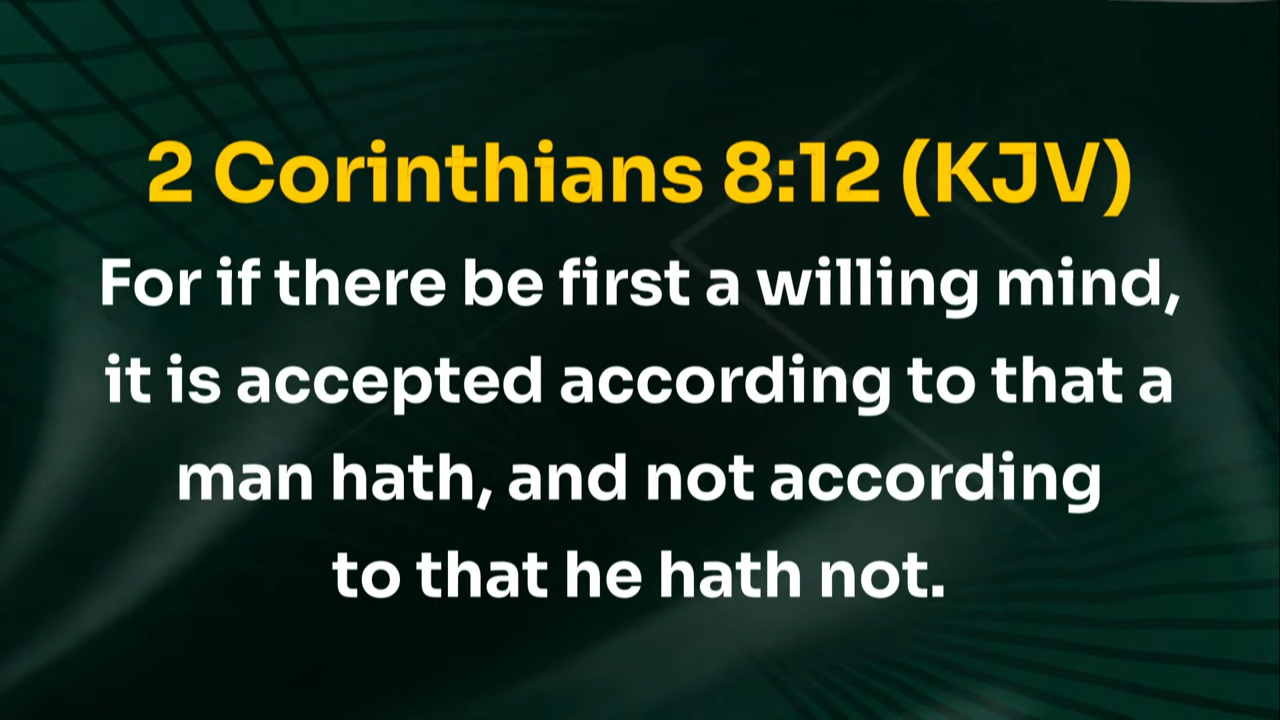 2 Corinthians 8:12 (KJV)
For if there be first a willing mind,
it is accepted according to that a
man hath, and not according
to that he hath not.